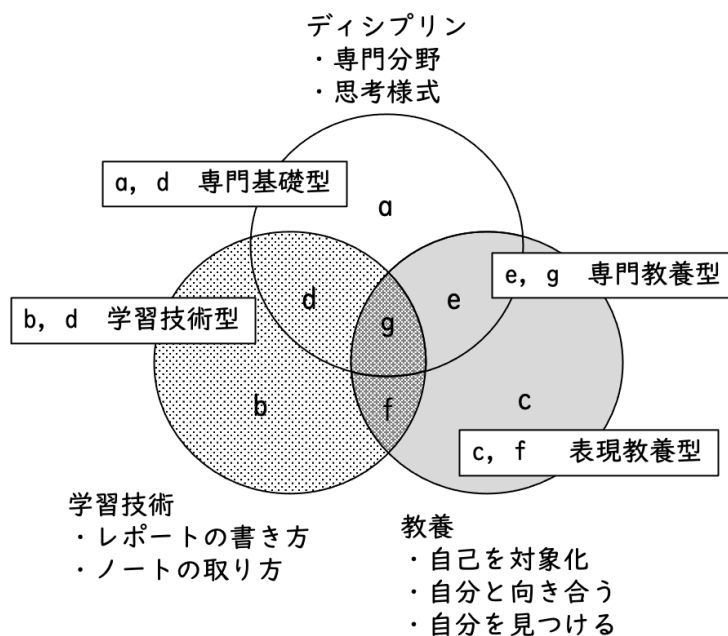 ディシプリン
・専門分野
・思考様式
a, d 専門基礎型
a
e, g 専門教養型
d
e
g
b, d 学習技術型
b
f
c
c, f 表現教養型
学習技術
・レポートの書き方
・ノートの取り方
教養
・自己を対象化
・自分と向き合う
・自分を見つける